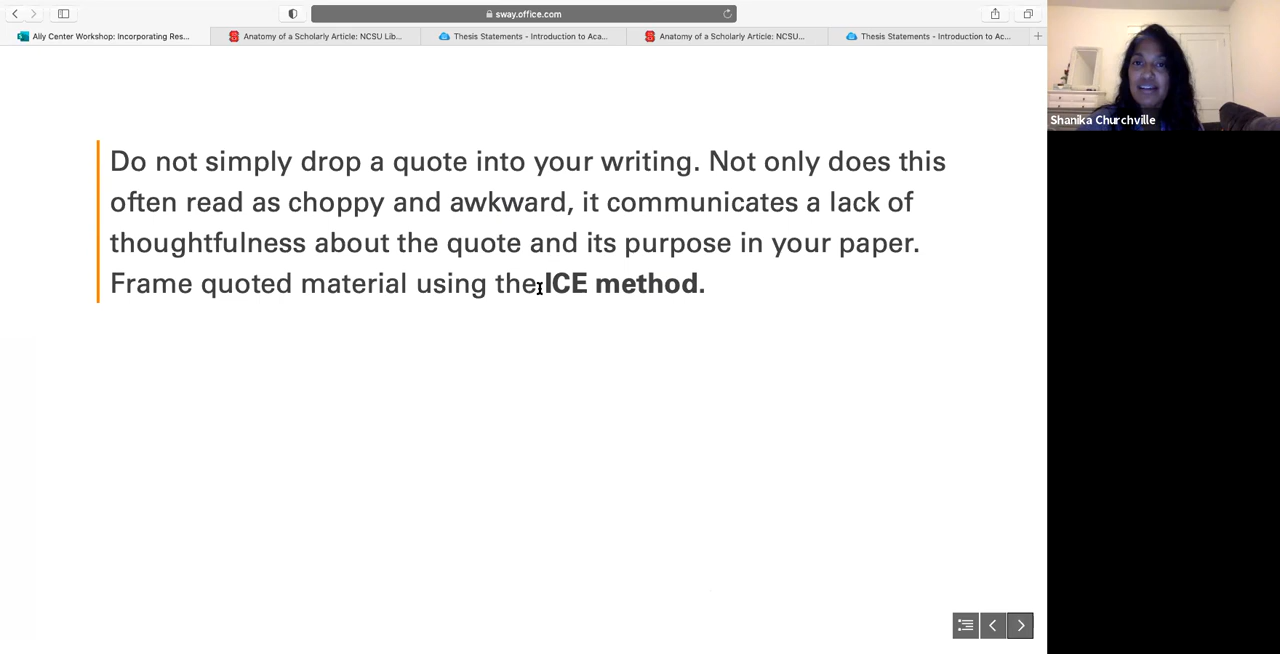 sway.office.com
Ally Center Workshop: Incorporating Res...
Anatomy of a Scholarly Article: NCSU Lib...
Thesis Statements - Introduction to Aca...
Anatomy of a Scholarly Article: NCSU...
Thesis Statements - Introduction to Ac...
Shanika Churchville
Do not simply drop a quote into your writing. Not only does this
often read as choppy and awkward, it communicates a lack of
thoughtfulness about the quote and its purpose in your paper.
Frame quoted material using the ICE method.